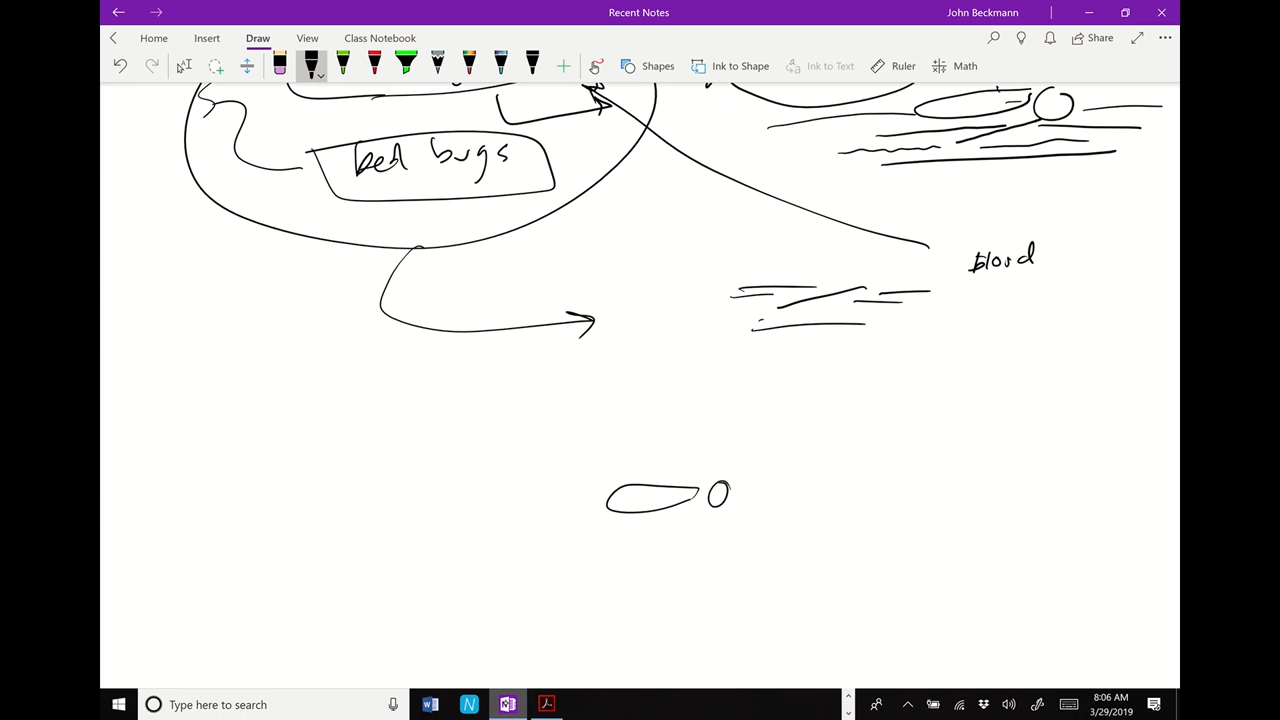 Recent Notes
John Beckmann
Home Insert Draw View Class Notebook
Share
Shapes Ink to Shape Ink to Text Ruler Math
bed bugs
blood
Type here to search
8:06 AM
3/29/2019